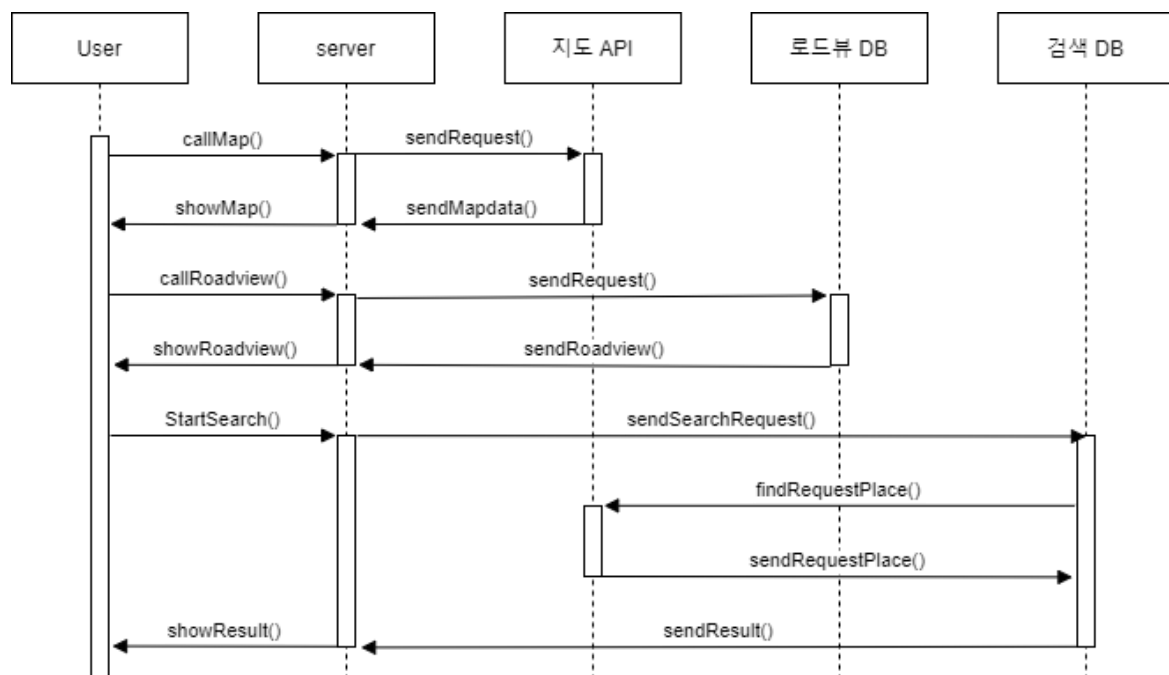 User
server
지도 API
로드뷰 DB
검색 DB
callMap()
sendRequest()
showMap()
sendMapdata()
callRoadview()
sendRequest()
showRoadview()
sendRoadview()
StartSearch()
sendSearchRequest()
findRequestPlace()
sendRequestPlace()
showResult()
sendResult()